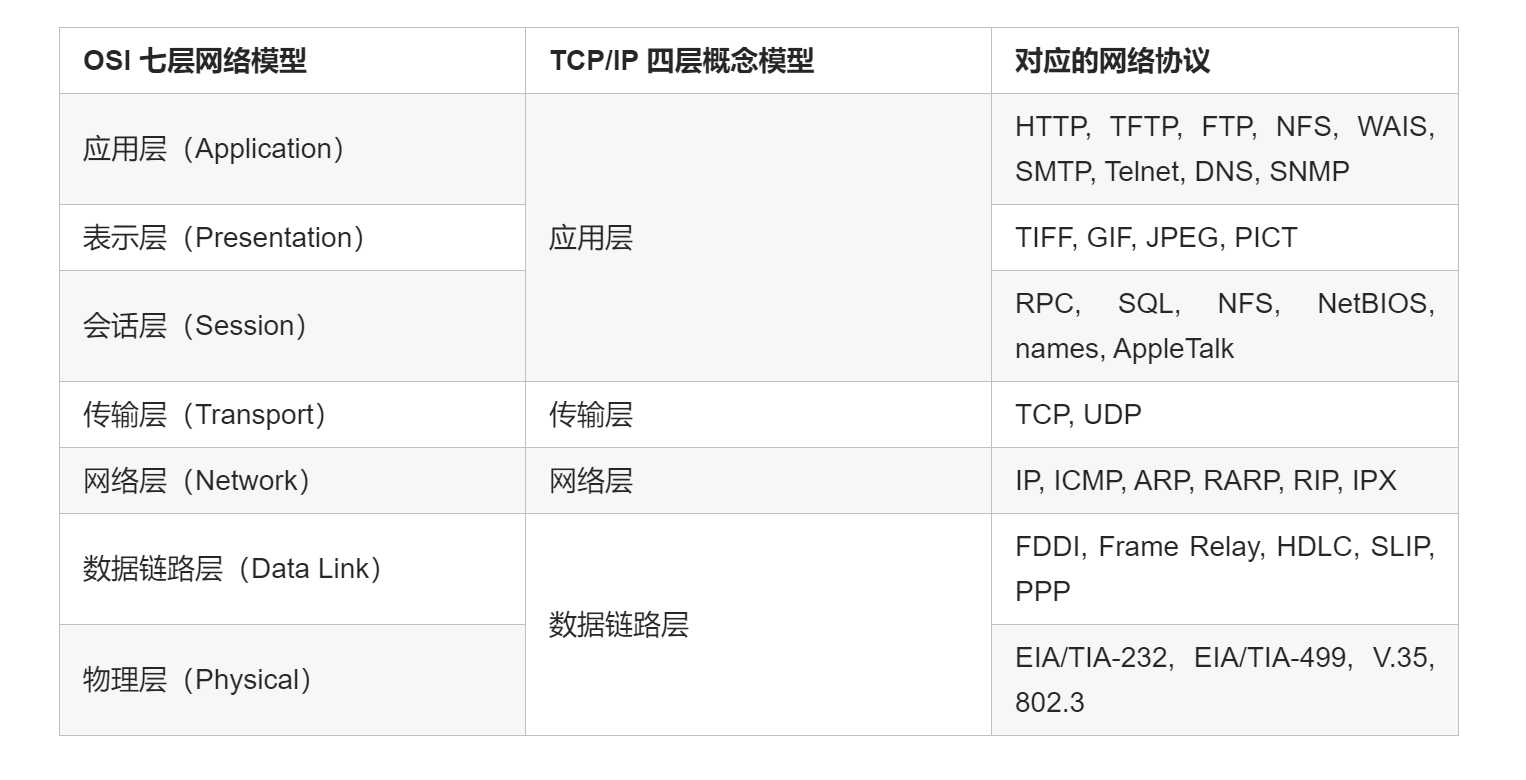 OSI 七层网络模型
TCP/IP 四层概念模型
对应的网络协议
应用层（Application）
应用层
HTTP, TFTP, FTP, NFS, WAIS,
SMTP, Telnet, DNS, SNMP
表示层（Presentation）
TIFF, GIF, JPEG, PICT
会话层（Session）
RPC, SQL, NFS, NetBIOS,
names, AppleTalk
传输层（Transport）
传输层
TCP, UDP
网络层（Network）
网络层
IP, ICMP, ARP, RARP, RIP, IPX
数据链路层（Data Link）
数据链路层
FDDI, Frame Relay, HDLC, SLIP,
PPP
物理层（Physical）
EIA/TIA-232, EIA/TIA-499, V.35,
802.3